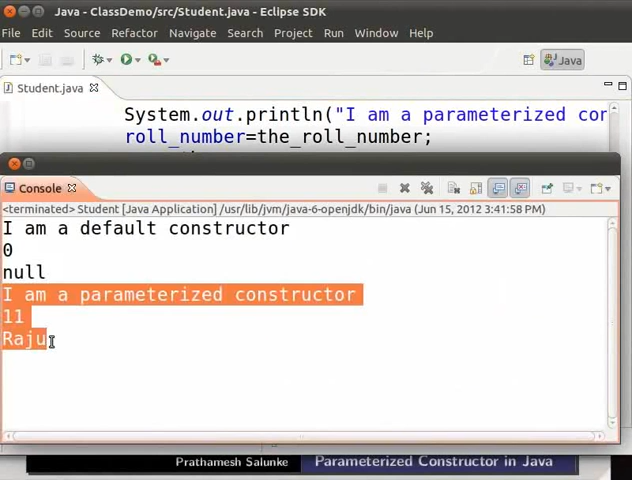 Java - ClassDemo/src/Student.java - Eclipse SDK
File Edit Source Refactor Navigate Search Project Run Window Help
Java
Student.java
System.out.println("I am a parameterized con
roll_number=the_roll_number;
Console
<terminated> Student [Java Application] /usr/lib/jvm/java-6-openjdk/bin/java (Jun 15, 2012 3:41:58 PM)
I am a default constructor
0
null
I am a parameterized constructor
11
Raju
Prathamesh Salunke Parameterized Constructor in Java